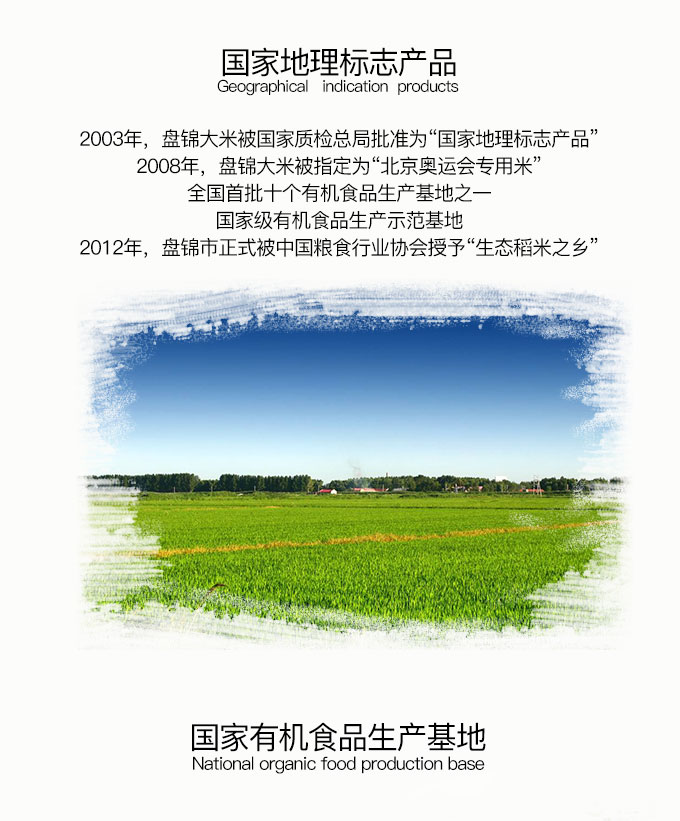 国家地理标志产品
Geographical indication products
2003年，盘锦大米被国家质检总局批准为“国家地理标志产品”
2008年，盘锦大米被指定为“北京奥运会专用米”
全国首批十个有机食品生产基地之一
国家级有机食品生产示范基地
2012年，盘锦市正式被中国粮食行业协会授予“生态稻米之乡”
国家有机食品生产基地
National organic food production base